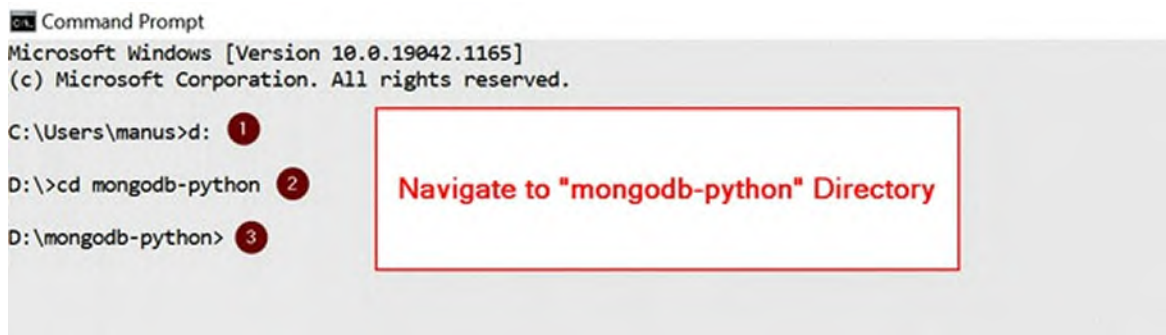 Command Prompt
Microsoft Windows [Version 10.0.19042.1165]
(c) Microsoft Corporation. All rights reserved.
C:\Users\manus>d: 1
D:\>cd mongodb-python 2
Navigate to "mongodb-python" Directory
D:\mongodb-python> 3